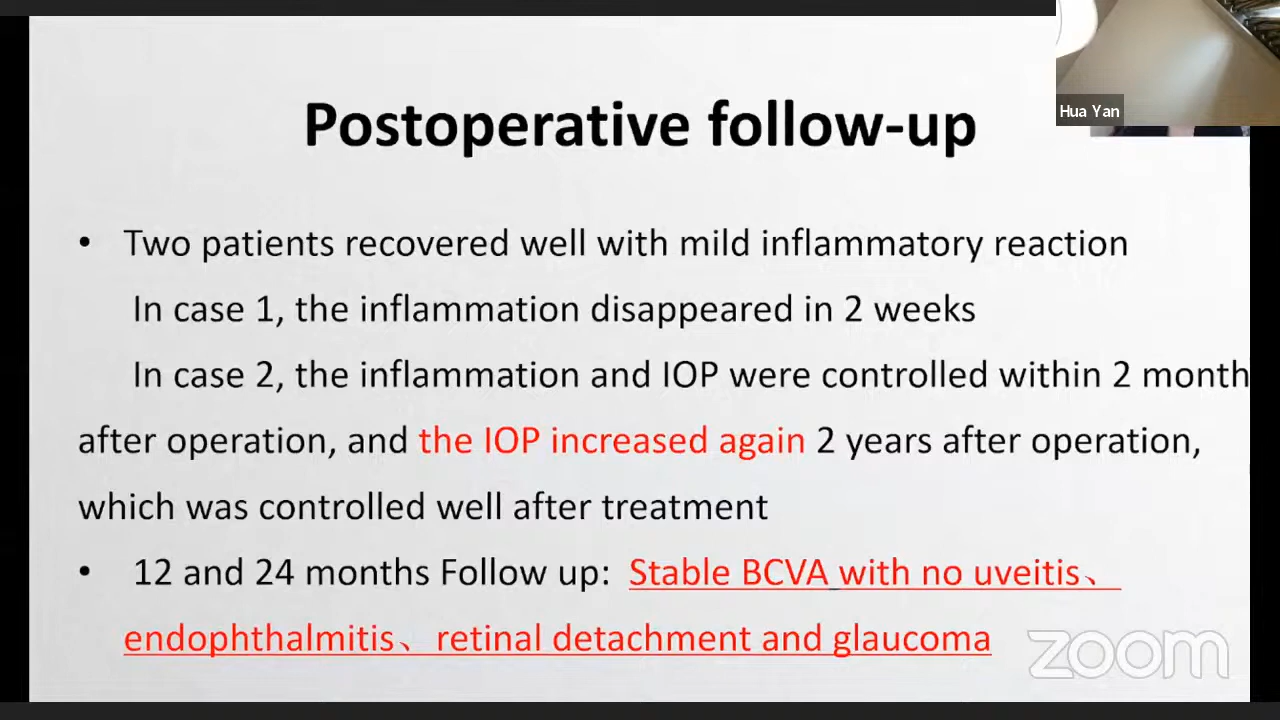 Hua Yan
Postoperative follow-up
• Two patients recovered well with mild inflammatory reaction
In case 1, the inflammation disappeared in 2 weeks
In case 2, the inflammation and IOP were controlled within 2 month
after operation, and the IOP increased again 2 years after operation,
which was controlled well after treatment
• 12 and 24 months Follow up: Stable BCVA with no uveitis、
endophthalmitis、retinal detachment and glaucoma
zoom